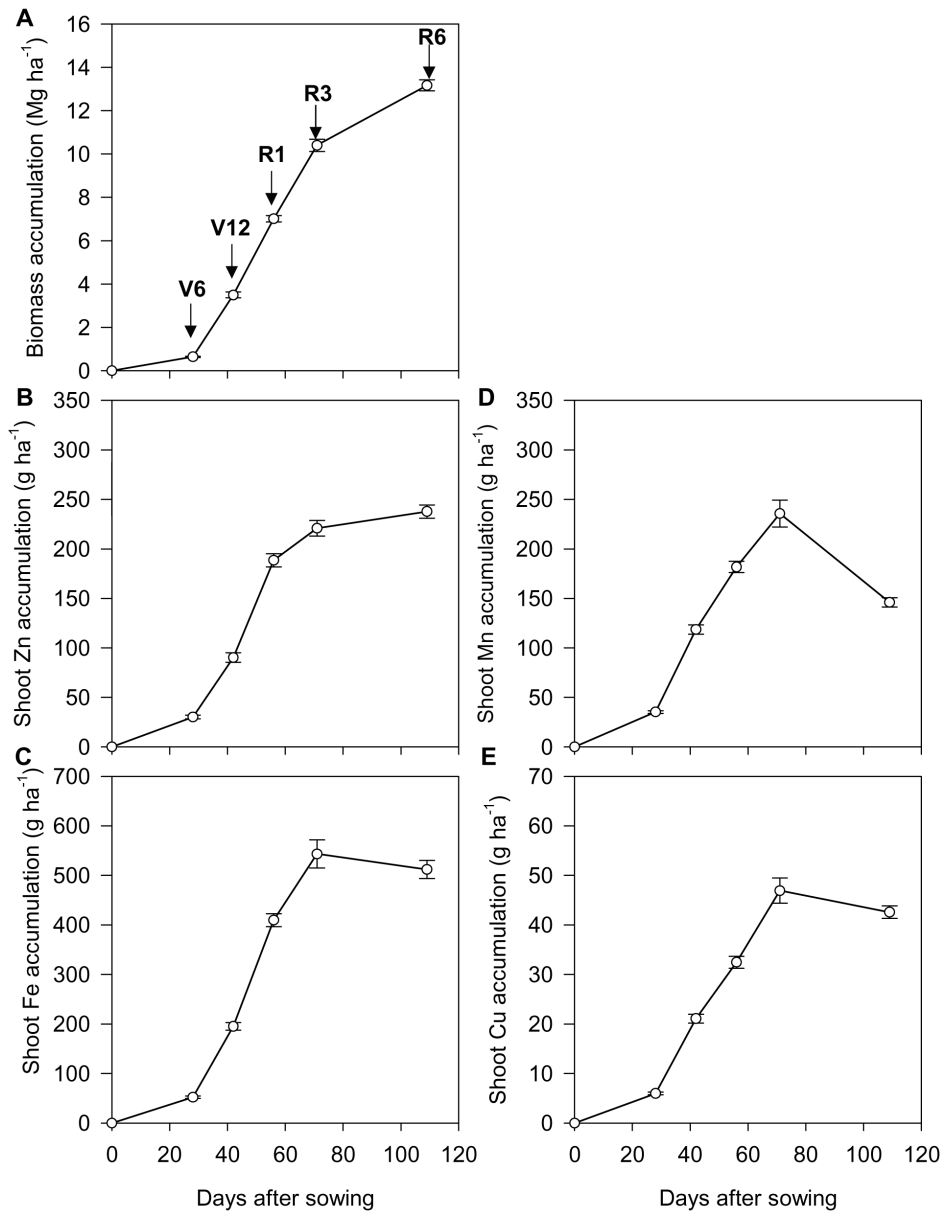 A
Biomass accumulation (Mg ha⁻¹)
16
14
12
10
8
6
4
2
0
V6
V12
R1
R3
R6
B
Shoot Zn accumulation (g ha⁻¹)
350
300
250
200
150
100
50
0
D
Shoot Mn accumulation (g ha⁻¹)
350
300
250
200
150
100
50
0
C
Shoot Fe accumulation (g ha⁻¹)
700
600
500
400
300
200
100
0
0 20 40 60 80 100 120
Days after sowing
E
Shoot Cu accumulation (g ha⁻¹)
70
60
50
40
30
20
10
0
0 20 40 60 80 100 120
Days after sowing